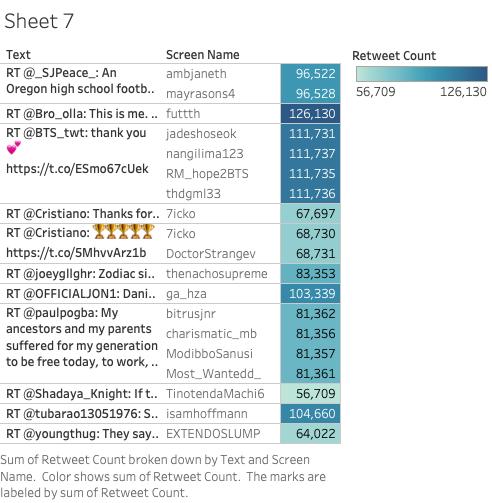 Sheet 7
Text Screen Name Retweet Count
RT @_SJPeace_: An ambjaneth 96,522
Oregon high school footb.. mayrasons4 96,528
56,709 126,130
RT @Bro_olla: This is me. .. futtth 126,130
RT @BTS_twt: thank you jadeshoseok 111,731
💕 nangilima123 111,737
https://t.co/ESmo67cUek RM_hope2BTS 111,735
thdgml33 111,736
RT @Cristiano: Thanks for.. 7icko 67,697
RT @Cristiano: 🏆🏆🏆🏆🏆 7icko 68,730
https://t.co/5MhvvArz1b DoctorStrangev 68,731
RT @joeygllghr: Zodiac si.. thenachosupreme 83,353
RT @OFFICIALJON1: Dani.. ga_hza 103,339
RT @paulpogba: My bitrusjnr 81,362
ancestors and my parents charismatic_mb 81,356
suffered for my generation ModibboSanusi 81,357
to be free today, to work, .. Most_Wantedd_ 81,361
RT @Shadaya_Knight: If t.. TinotendaMachi6 56,709
RT @tubarao13051976: S.. isamhoffmann 104,660
RT @youngthug: They say.. EXTENDOSLUMP 64,022
Sum of Retweet Count broken down by Text and Screen
Name. Color shows sum of Retweet Count. The marks are
labeled by sum of Retweet Count.